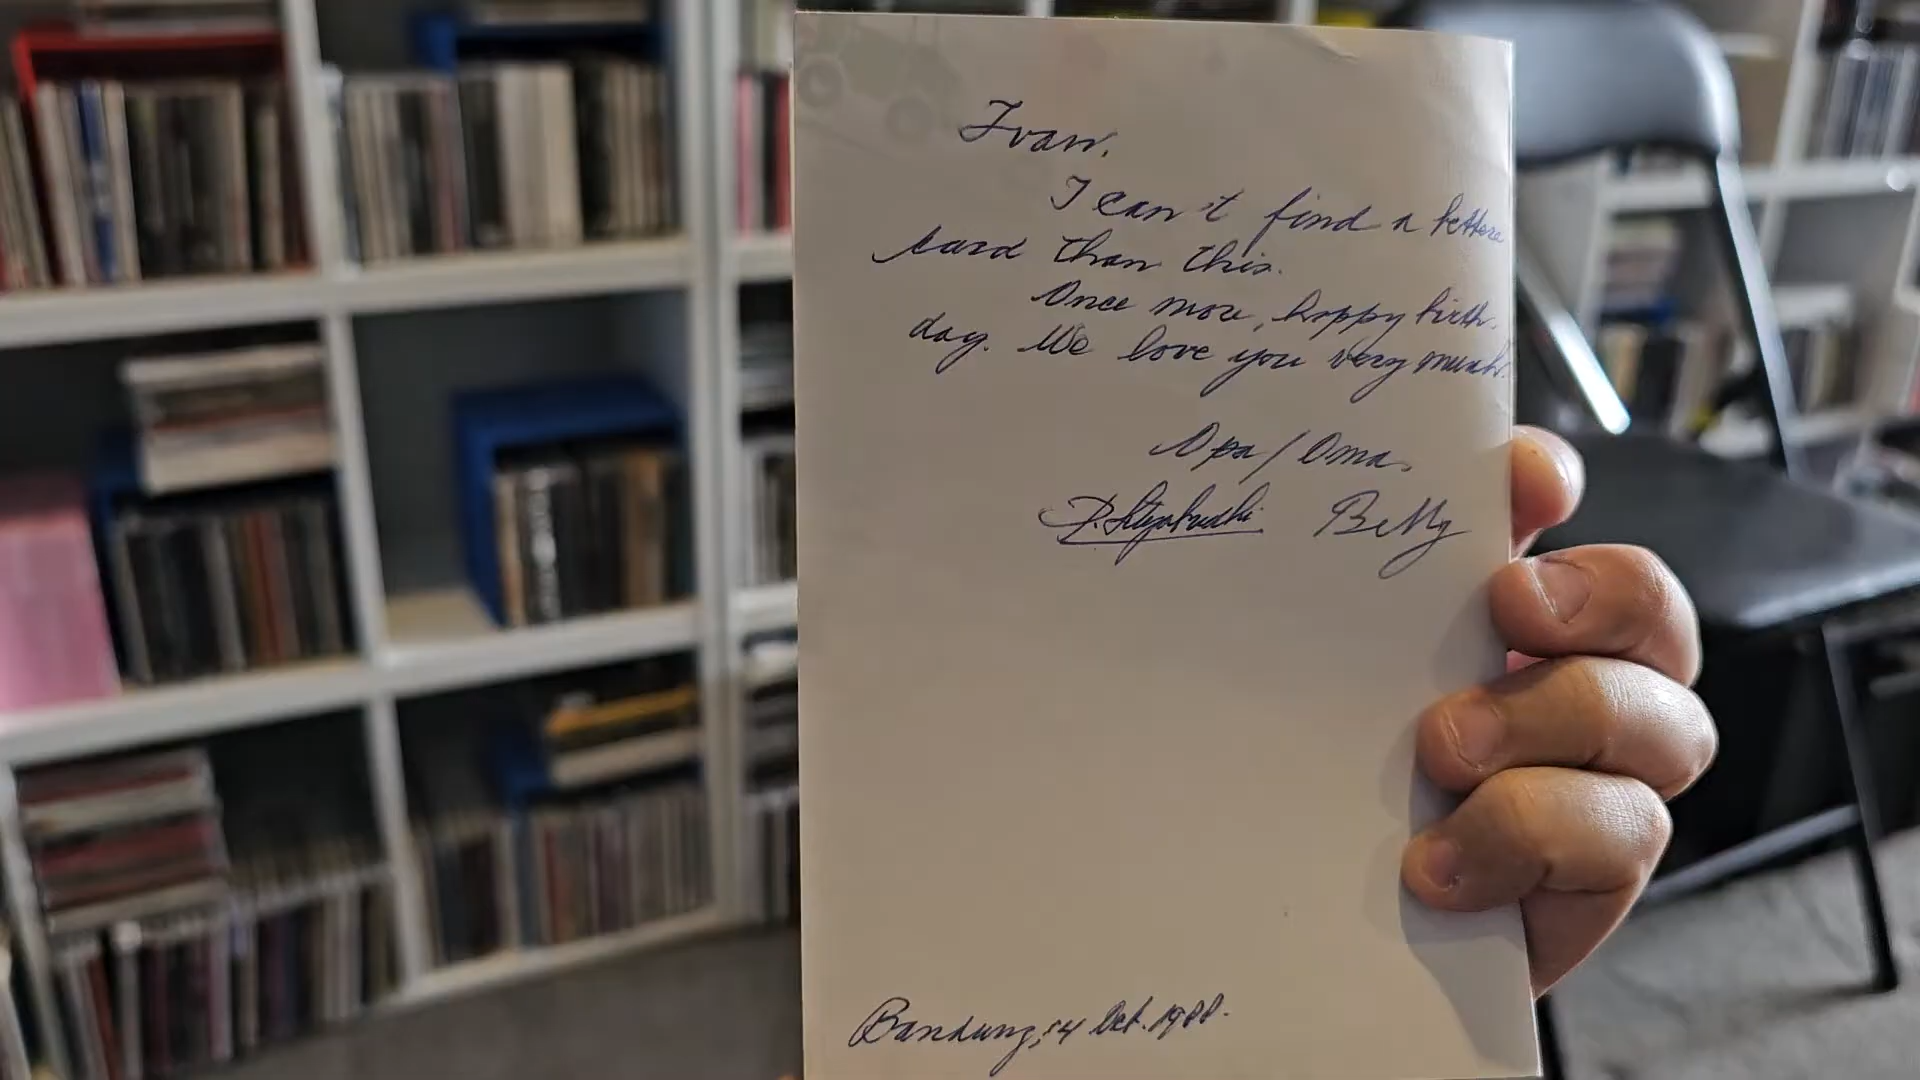 Ivan,
I can't find a better
card than this.
Once more, happy birth-
day. We love you very much.
Opa / Oma.
Betty
Bandung, 14 Oct. 1988.